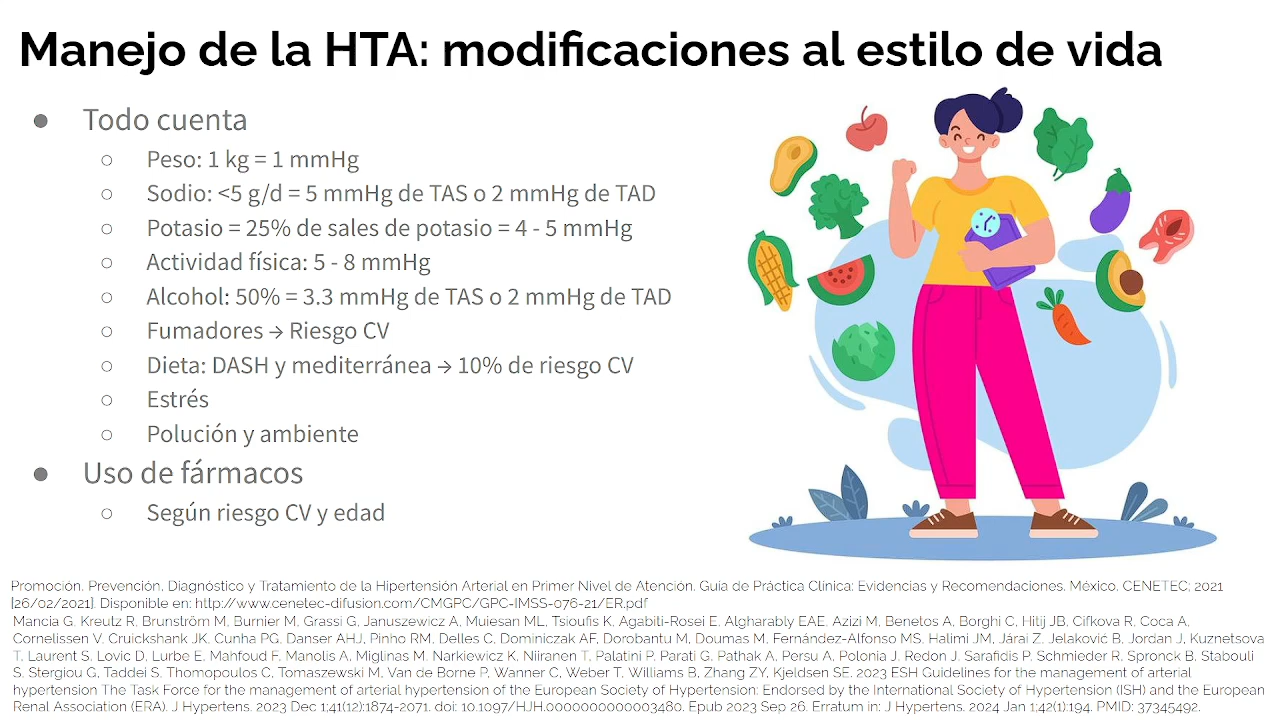 Manejo de la HTA: modificaciones al estilo de vida
● Todo cuenta
○ Peso: 1 kg = 1 mmHg
○ Sodio: <5 g/d = 5 mmHg de TAS o 2 mmHg de TAD
○ Potasio = 25% de sales de potasio = 4 - 5 mmHg
○ Actividad física: 5 - 8 mmHg
○ Alcohol: 50% = 3.3 mmHg de TAS o 2 mmHg de TAD
○ Fumadores → Riesgo CV
○ Dieta: DASH y mediterránea → 10% de riesgo CV
○ Estrés
○ Polución y ambiente
● Uso de fármacos
○ Según riesgo CV y edad
Promoción, Prevención, Diagnóstico y Tratamiento de la Hipertensión Arterial en Primer Nivel de Atención. Guía de Práctica Clínica: Evidencias y Recomendaciones. México, CENETEC; 2021
[26/02/2021]. Disponible en: http://www.cenetec-difusion.com/CMGPC/GPC-IMSS-076-21/ER.pdf
Mancia G, Kreutz R, Brunström M, Burnier M, Grassi G, Januszewicz A, Muiesan ML, Tsioufis K, Agabiti-Rosei E, Algharably EAE, Azizi M, Benetos A, Borghi C, Hitij JB, Cifkova R, Coca A,
Cornelissen V, Cruickshank JK, Cunha PG, Danser AHJ, Pinho RM, Delles C, Dominiczak AF, Dorobantu M, Doumas M, Fernández-Alfonso MS, Halimi JM, Járai Z, Jelaković B, Jordan J, Kuznetsova
T, Laurent S, Lovic D, Lurbe E, Mahfoud F, Manolis A, Miglinas M, Narkiewicz K, Niiranen T, Palatini P, Parati G, Pathak A, Persu A, Polonia J, Redon J, Sarafidis P, Schmieder R, Spronck B, Stabouli
S, Stergiou G, Taddei S, Thomopoulos C, Tomaszewski M, Van de Borne P, Wanner C, Weber T, Williams B, Zhang ZY, Kjeldsen SE. 2023 ESH Guidelines for the management of arterial
hypertension The Task Force for the management of arterial hypertension of the European Society of Hypertension: Endorsed by the International Society of Hypertension (ISH) and the European
Renal Association (ERA). J Hypertens. 2023 Dec 1;41(12):1874-2071. doi: 10.1097/HJH.0000000000003480. Epub 2023 Sep 26. Erratum in: J Hypertens. 2024 Jan 1;42(1):194. PMID: 37345492.